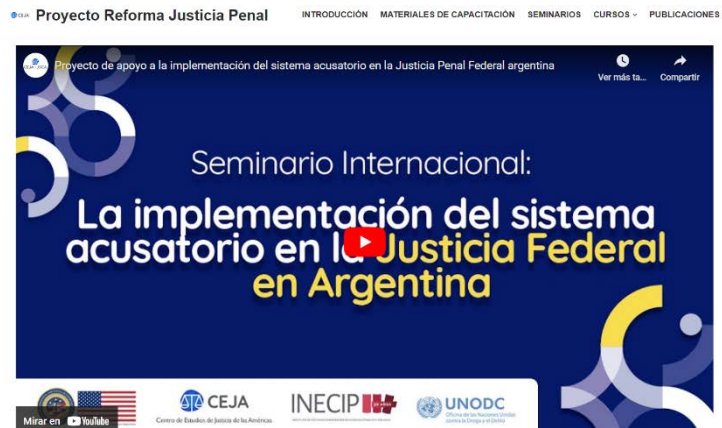 CEJA Proyecto Reforma Justicia Penal
INTRODUCCIÓN MATERIALES DE CAPACITACIÓN SEMINARIOS CURSOS PUBLICACIONES
CEJA - JSCA Proyecto de apoyo a la implementación del sistema acusatorio en la Justicia Penal Federal argentina
Ver más ta... Compartir
Seminario Internacional:
La implementación del sistema
acusatorio en la Justicia Federal
en Argentina
CEJA
Centro de Estudios de Justicia de las Américas
INECIP
UNODC
Oficina de las Naciones Unidas
contra la Droga y el Delito
Mirar en YouTube